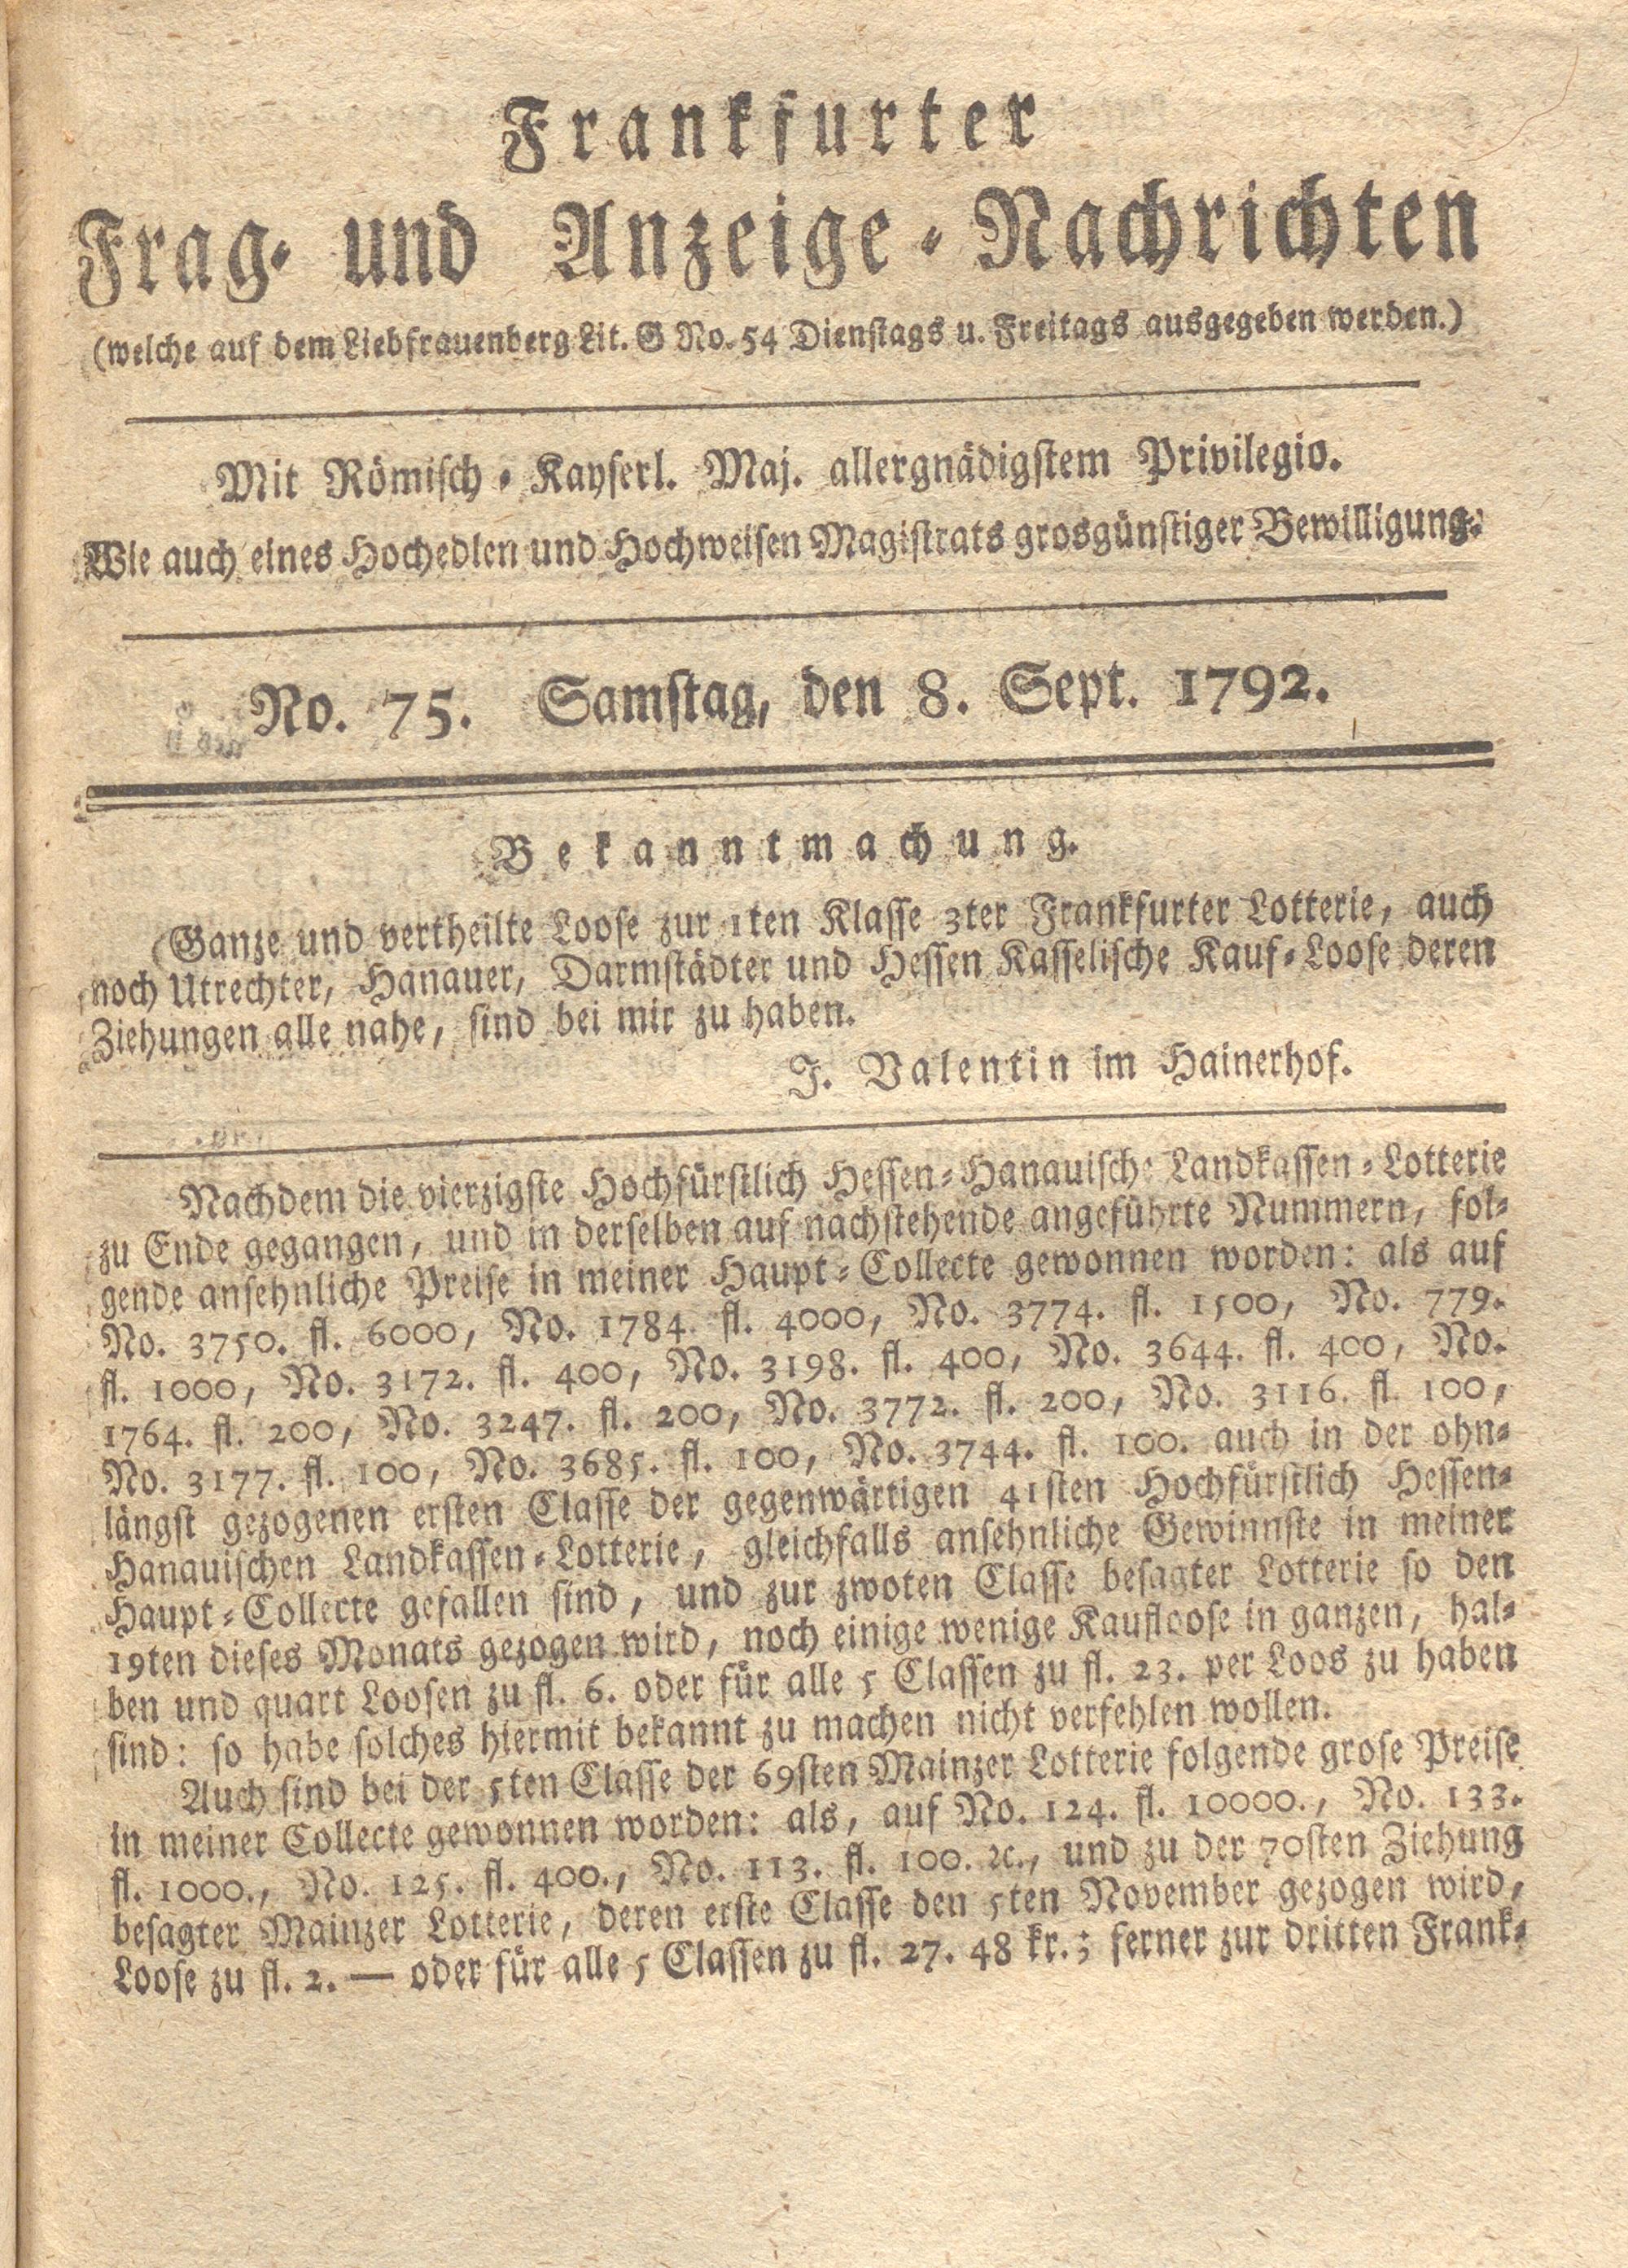 Frankfurter
Frag- und Anzeige-Nachrichten
(welche auf dem Liebfrauenberg Lit. G No. 54 Dienstags u. Freitags ausgegeben werden.)
Mit Römisch-Kayserl. Maj. allergnädigstem Privilegio.
Wie auch eines Hochedlen und Hochweisen Magistrats grosgünstiger Bewilligung.
No. 75. Samstag, den 8. Sept. 1792.
Bekanntmachung.
Ganze und vertheilte Loose zur 1ten Klasse 3ter Frankfurter Lotterie, auch
noch Utrechter, Hanauer, Darmstädter und Hessen Kasselische Kauf-Loose deren
Ziehungen alle nahe, sind bei mir zu haben.
J. Valentin im Hainerhof.
Nachdem die vierzigste Hochfürstlich Hessen-Hanauische Landkassen-Lotterie
zu Ende gegangen, und in derselben auf nachstehende angeführte Nummern, fol-
gende ansehnliche Preise in meiner Haupt-Collecte gewonnen worden: als auf
No. 3750. fl. 6000, No. 1784. fl. 4000, No. 3774. fl. 1500, No. 779.
fl. 1000, No. 3172. fl. 400, No. 3198. fl. 400, No. 3644. fl. 400, No.
1764. fl. 200, No. 3247. fl. 200, No. 3772. fl. 200, No. 3116. fl. 100,
No. 3177. fl. 100, No. 3685. fl. 100, No. 3744. fl. 100. auch in der ohn-
längst gezogenen ersten Classe der gegenwärtigen 41sten Hochfürstlich Hessen-
Hanauischen Landkassen-Lotterie, gleichfalls ansehnliche Gewinnste in meiner
Haupt-Collecte gefallen sind, und zur zwoten Classe besagter Lotterie so den
19ten dieses Monats gezogen wird, noch einige wenige Kaufloose in ganzen, hal-
ben und quart Loosen zu fl. 6. oder für alle 5 Classen zu fl. 23. per Loos zu haben
sind: so habe solches hiermit bekannt zu machen nicht verfehlen wollen.
Auch sind bei der 5ten Classe der 69sten Mainzer Lotterie folgende grose Preise
in meiner Collecte gewonnen worden: als, auf No. 124. fl. 10000., No. 133.
fl. 1000., No. 125. fl. 400., No. 113. fl. 100. ꝛc., und zu der 70sten Ziehung
besagter Mainzer Lotterie, deren erste Classe den 5ten November gezogen wird,
Loose zu fl. 2. — oder für alle 5 Classen zu fl. 27. 48 kr.; ferner zur dritten Frank-